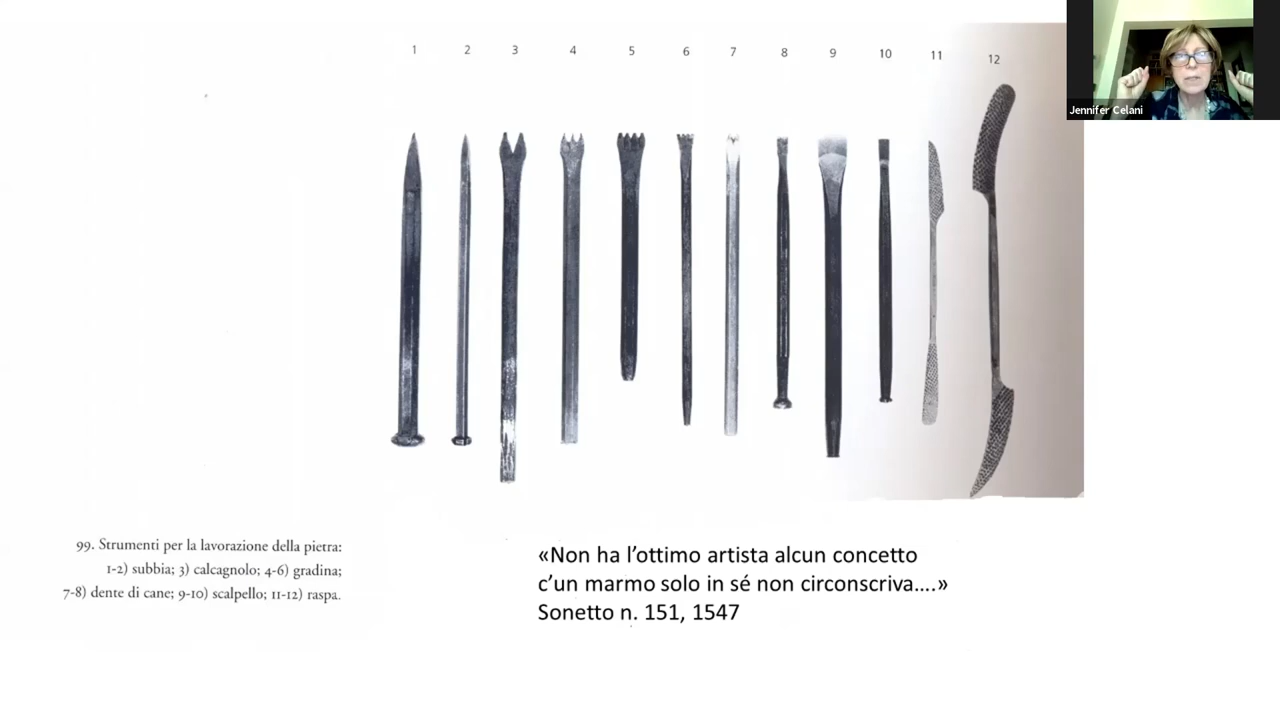 1 2 3 4 5 6 7 8 9 10 11 12
Jennifer Celani
99. Strumenti per la lavorazione della pietra:
1-2) subbia; 3) calcagnolo; 4-6) gradina;
7-8) dente di cane; 9-10) scalpello; 11-12) raspa.
«Non ha l’ottimo artista alcun concetto
c’un marmo solo in sé non circonscriva....»
Sonetto n. 151, 1547